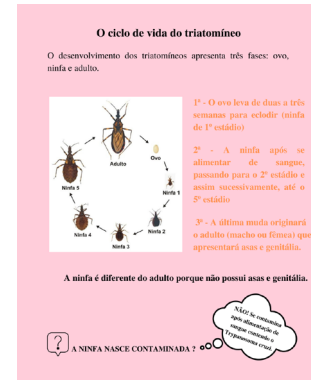 O ciclo de vida do triatomíneo
O desenvolvimento dos triatomíneos apresenta três fases: ovo,
ninfa e adulto.
1ª - O ovo leva de duas a três
semanas para eclodir (ninfa
de 1º estádio)
2ª - A ninfa após se
alimentar de sangue,
passando para o 2º estádio e
assim sucessivamente, até o
5º estádio
3ª - A última muda originará
o adulto (macho ou fêmea) que
apresentará asas e genitália.
Adulto
Ovo
Ninfa 1
Ninfa 2
Ninfa 3
Ninfa 4
Ninfa 5
A ninfa é diferente do adulto porque não possui asas e genitália.
NÃO! Se contamina
após alimentação de
sangue contendo o
Trypanosoma cruzi.
? A NINFA NASCE CONTAMINADA ?